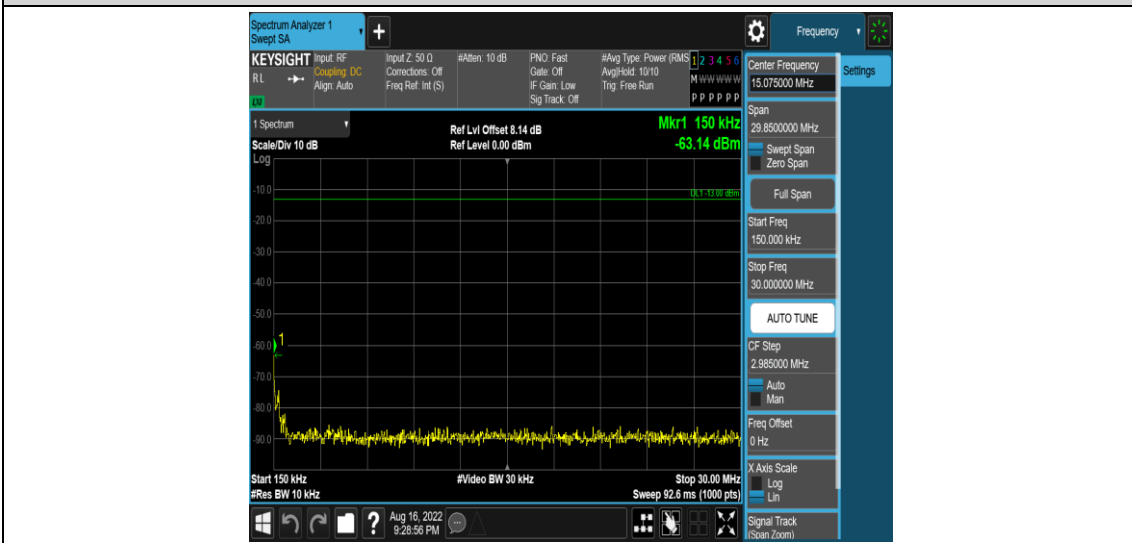 Spectrum Analyzer 1
Swept SA
+
Frequency
KEYSIGHT
RL
LXI
Input: RF
Coupling: DC
Align: Auto
Input Z: 50 Ω
Corrections: Off
Freq Ref: Int (S)
#Atten: 10 dB
PNO: Fast
Gate: Off
IF Gain: Low
Sig Track: Off
#Avg Type: Power (RMS
Avg|Hold: 10/10
Trig: Free Run
1 2 3 4 5 6
M W W W W W
P P P P P P
1 Spectrum
Scale/Div 10 dB
Log
Ref Lvl Offset 8.14 dB
Ref Level 0.00 dBm
Mkr1 150 kHz
-63.14 dBm
DL1 -13.00 dBm
-10.0
-20.0
-30.0
-40.0
-50.0
-60.0
1
-70.0
-80.0
-90.0
Start 150 kHz
#Res BW 10 kHz
#Video BW 30 kHz
Stop 30.00 MHz
Sweep 92.6 ms (1000 pts)
Center Frequency
15.075000 MHz
Settings
Span
29.8500000 MHz
Swept Span
Zero Span
Full Span
Start Freq
150.000 kHz
Stop Freq
30.000000 MHz
AUTO TUNE
CF Step
2.985000 MHz
Auto
Man
Freq Offset
0 Hz
X Axis Scale
Log
Lin
Signal Track
(Span Zoom)
?
Aug 16, 2022
9:28:56 PM